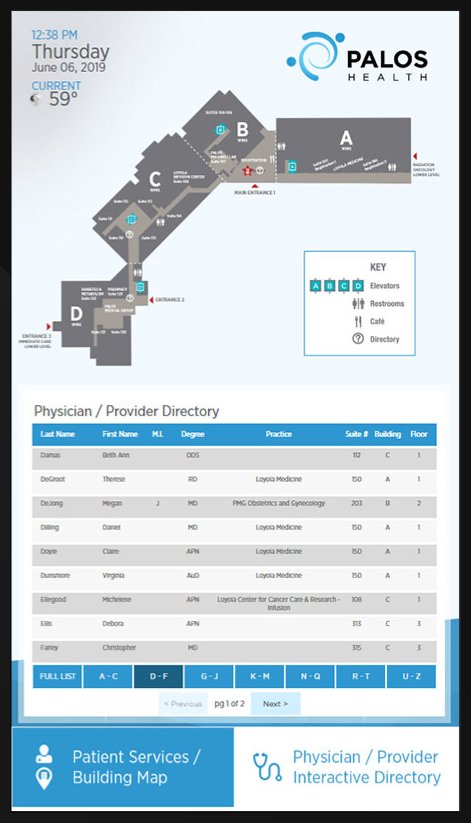 12:38 PM
Thursday
June 06, 2019
CURRENT
59°
PALOS
HEALTH
B
WING
A
WING
C
WING
D
WING
REGISTRATION
LOYOLA MEDICINE
LOYOLA
INFUSION CENTER
MAIN ENTRANCE 1
RADIATION
ONCOLOGY
LOWER LEVEL
DIABETES &
METABOLISM
PHARMACY
PALOS
MEDICAL GROUP
ENTRANCE 2
ENTRANCE 3
IMMEDIATE CARE
LOWER LEVEL
KEY
A B C D Elevators
Restrooms
Café
? Directory
Physician / Provider Directory
Last Name First Name M.I. Degree Practice Suite # Building Floor
Damas Beth Ann DDS 112 C 1
DeGroot Therese RD Loyola Medicine 150 A 1
DeJong Megan J MD PMG Obstetrics and Gynecology 203 B 2
Dilling Daniel MD Loyola Medicine 150 A 1
Doyle Claire APN Loyola Medicine 150 A 1
Dunsmore Virginia AuD Loyola Medicine 150 A 1
Ellegood Michelene APN Loyola Center for Cancer Care & Research - 108 C 1
Infusion
Ellis Debora APN 313 C 3
Farley Christopher MD 315 C 3
FULL LIST A - C D - F G - J K - M N - Q R - T U - Z
< Previous pg 1 of 2 Next >
Patient Services /
Building Map
Physician / Provider
Interactive Directory